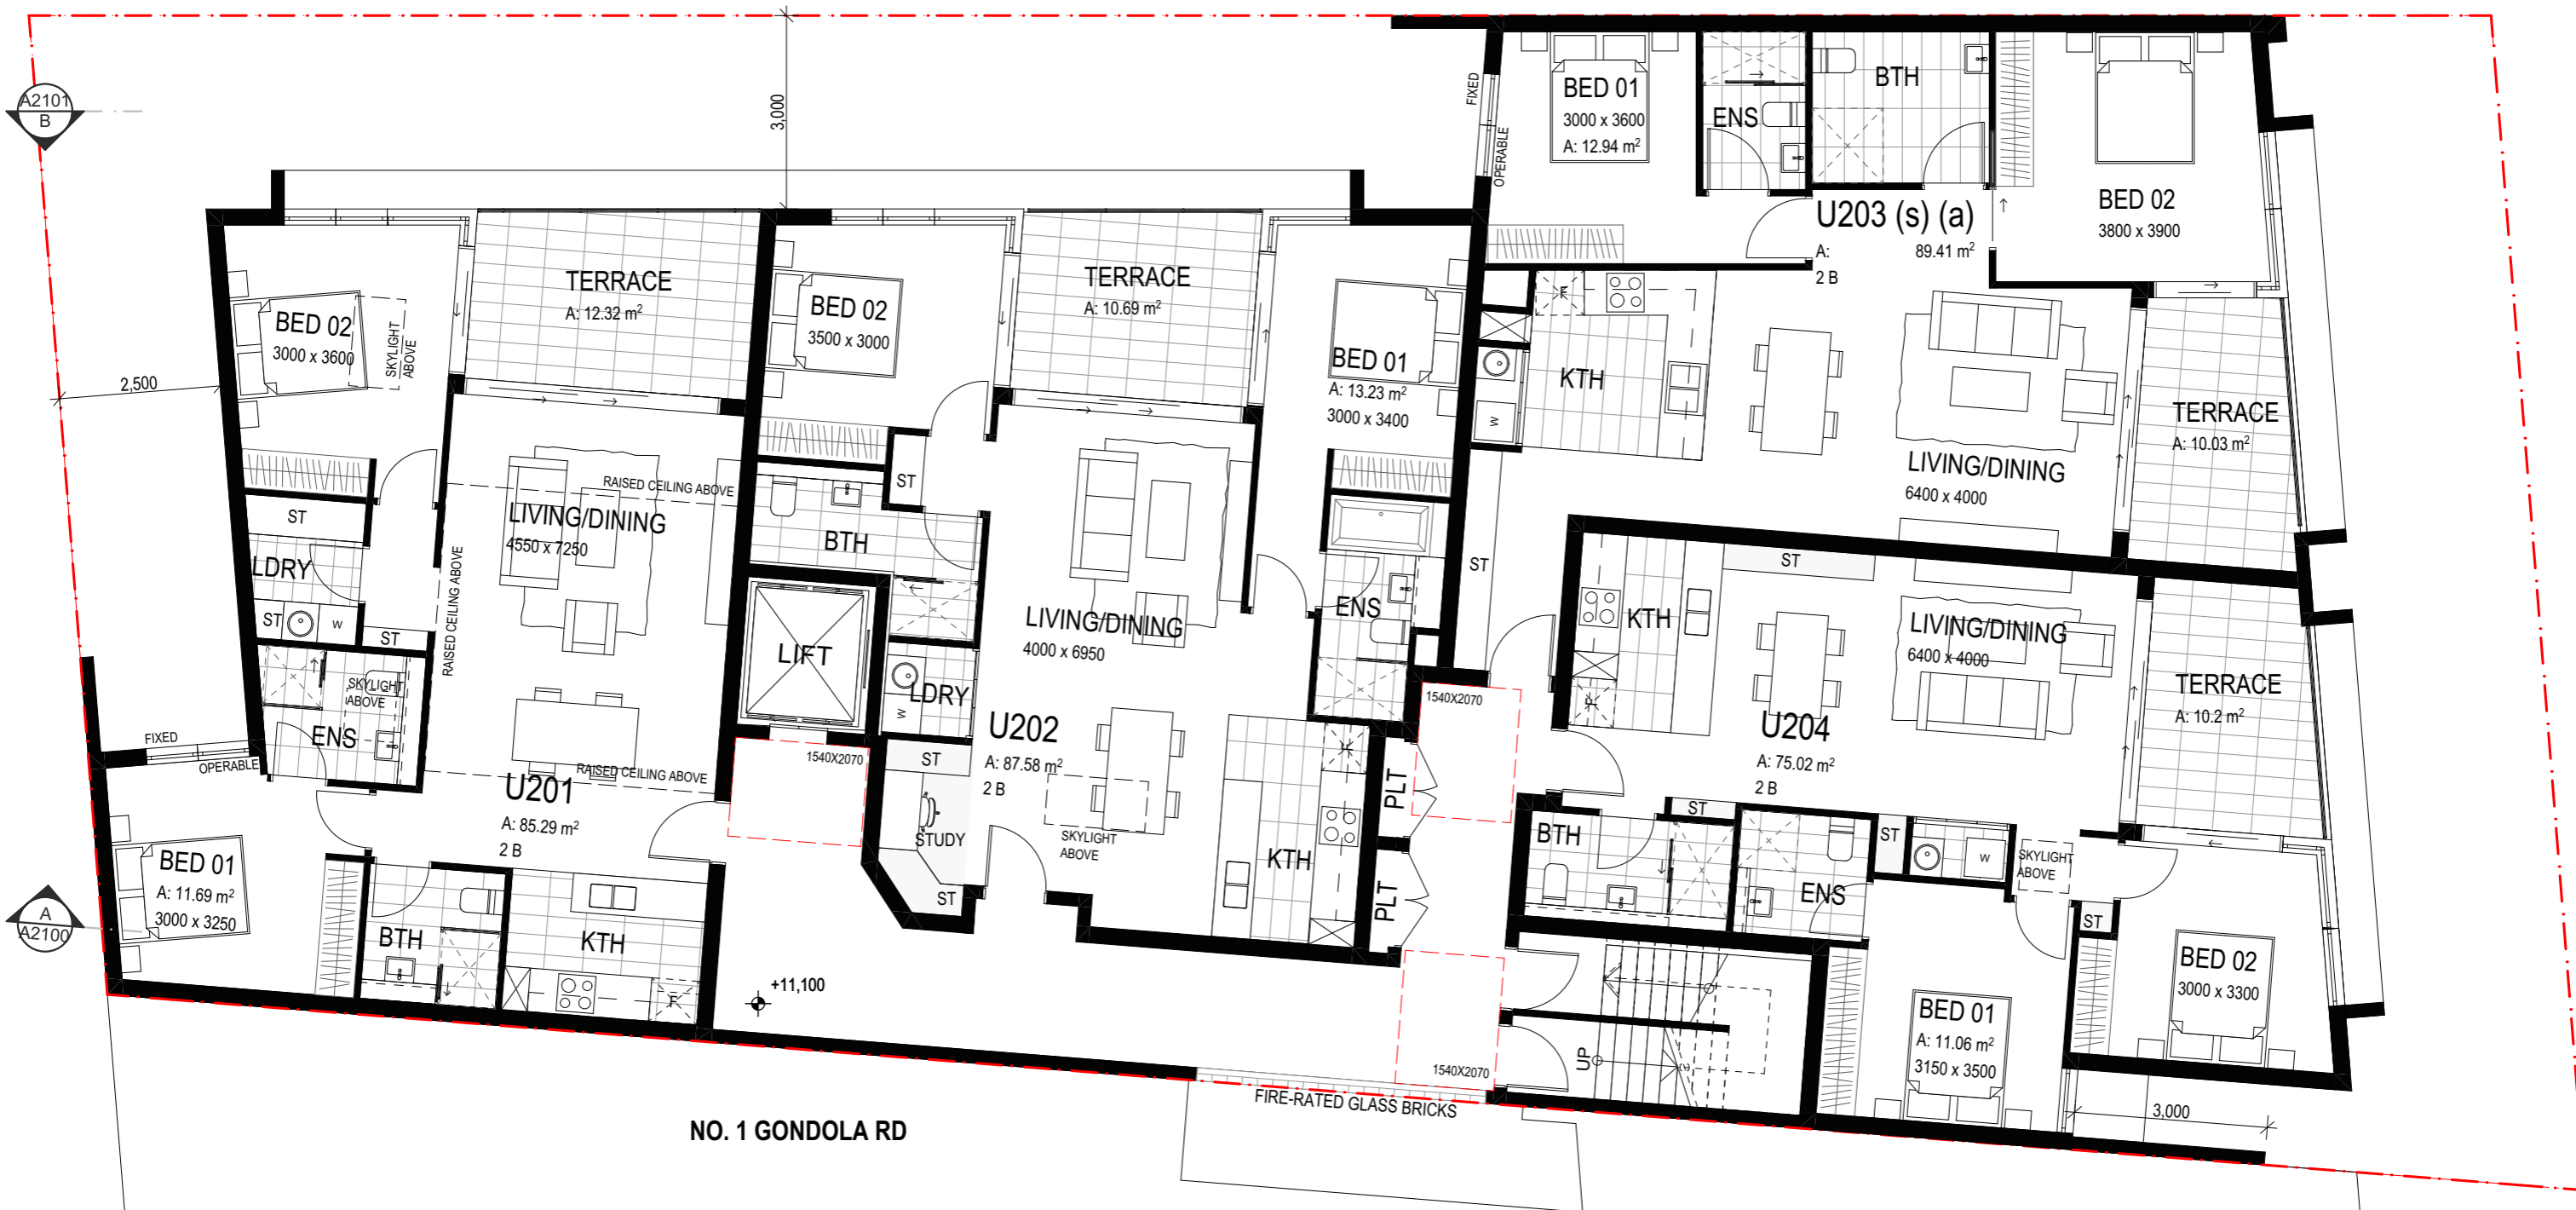 A2101
B
3,000
2,500
BED 02
3000 x 3600
SKYLIGHT
ABOVE
TERRACE
A: 12.32 m²
ST
LDRY
ST
W
ST
RAISED CEILING ABOVE
RAISED CEILING ABOVE
LIVING/DINING
4550 x 7250
SKYLIGHT
ABOVE
ENS
FIXED
OPERABLE
RAISED CEILING ABOVE
U201
A: 85.29 m²
2 B
BED 01
A: 11.69 m²
3000 x 3250
BTH
KTH
F
A
A2100
BED 02
3500 x 3000
TERRACE
A: 10.69 m²
BED 01
A: 13.23 m²
3000 x 3400
ST
BTH
LIFT
1540X2070
LDRY
W
LIVING/DINING
4000 x 6950
ENS
U202
A: 87.58 m²
2 B
ST
STUDY
ST
SKYLIGHT
ABOVE
KTH
F
PLT
PLT
+11,100
FIXED
OPERABLE
BED 01
3000 x 3600
A: 12.94 m²
ENS
BTH
BED 02
3800 x 3900
U203 (s) (a)
A:
89.41 m²
2 B
F
KTH
W
ST
LIVING/DINING
6400 x 4000
TERRACE
A: 10.03 m²
1540X2070
KTH
F
ST
LIVING/DINING
6400 x 4000
TERRACE
A: 10.2 m²
U204
A: 75.02 m²
2 B
BTH
ST
ENS
ST
W
SKYLIGHT
ABOVE
ST
BED 02
3000 x 3300
BED 01
A: 11.06 m²
3150 x 3500
3,000
UP
1540X2070
FIRE-RATED GLASS BRICKS
NO. 1 GONDOLA RD